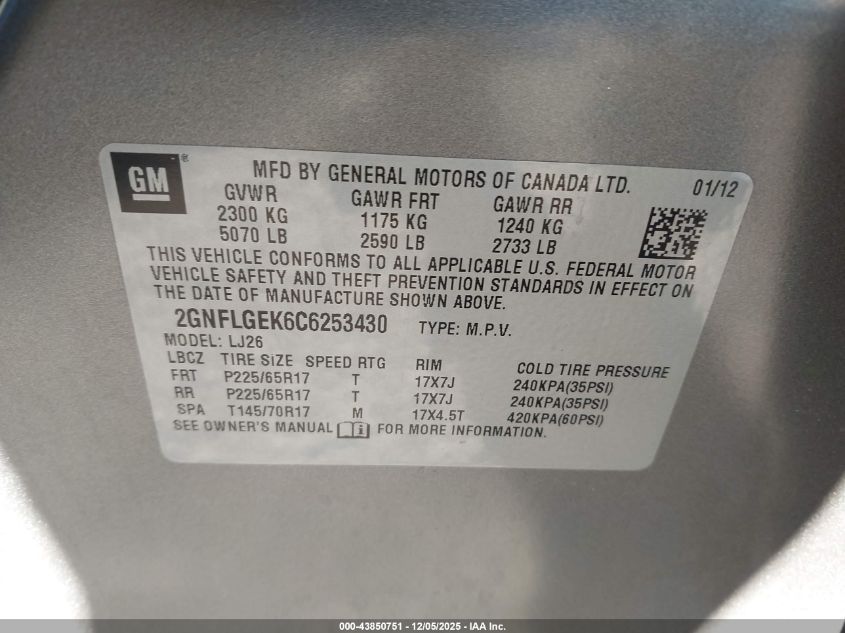 GM ®
MFD BY GENERAL MOTORS OF CANADA LTD. 01/12
GVWR GAWR FRT GAWR RR
2300 KG 1175 KG 1240 KG
5070 LB 2590 LB 2733 LB
THIS VEHICLE CONFORMS TO ALL APPLICABLE U.S. FEDERAL MOTOR
VEHICLE SAFETY AND THEFT PREVENTION STANDARDS IN EFFECT ON
THE DATE OF MANUFACTURE SHOWN ABOVE.
2GNFLGEK6C6253430 TYPE: M.P.V.
MODEL: LJ26
LBCZ TIRE SIZE SPEED RTG RIM COLD TIRE PRESSURE
FRT P225/65R17 T 17X7J 240KPA(35PSI)
RR P225/65R17 T 17X7J 240KPA(35PSI)
SPA T145/70R17 M 17X4.5T 420KPA(60PSI)
SEE OWNER'S MANUAL FOR MORE INFORMATION.
000-43850751 - 12/05/2025 - IAA Inc.